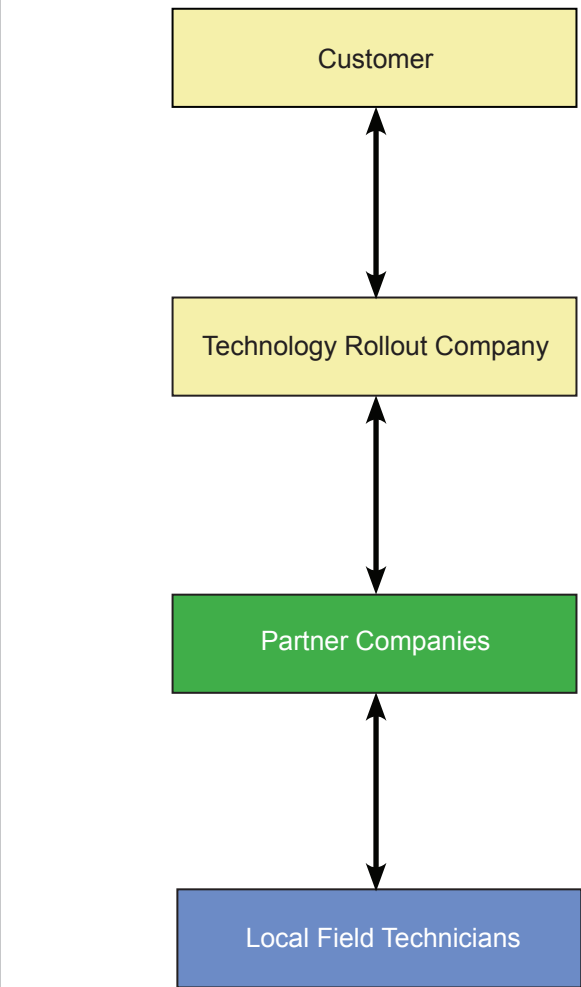 Customer
Technology Rollout Company
Partner Companies
Local Field Technicians